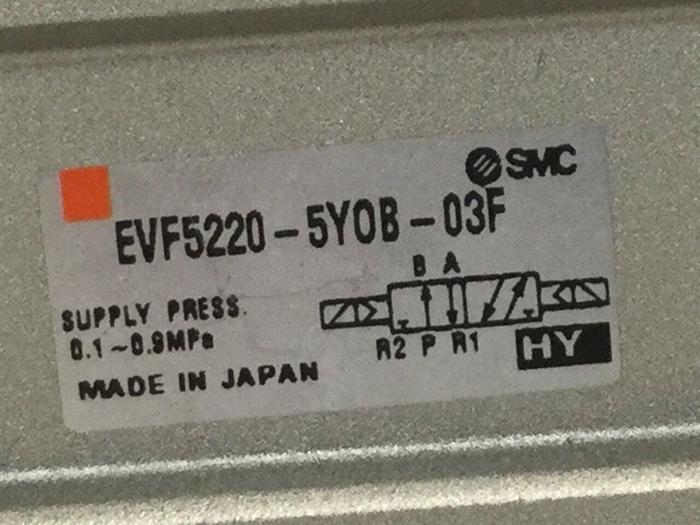 SMC
EVF5220-5YOB-03F
B A
SUPPLY PRESS.
0.1~0.9MPa
R2 P R1
HY
MADE IN JAPAN